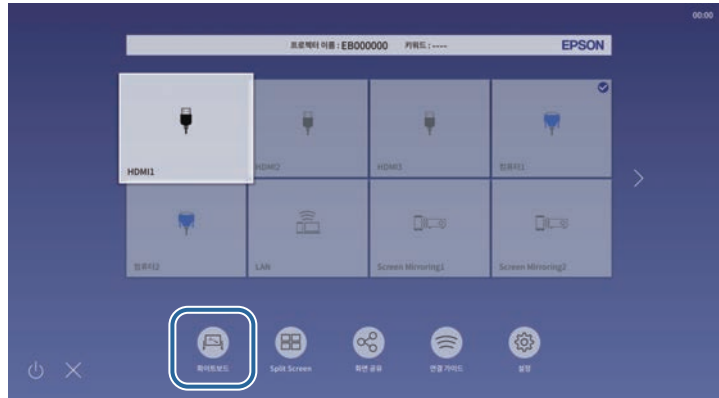 00:00
프로젝터 이름 : EB000000 키워드 : ---- EPSON
HDMI1 HDMI2 HDMI3 컴퓨터1
컴퓨터2 LAN Screen Mirroring1 Screen Mirroring2
화이트보드 Split Screen 화면 공유 연결 가이드 설정